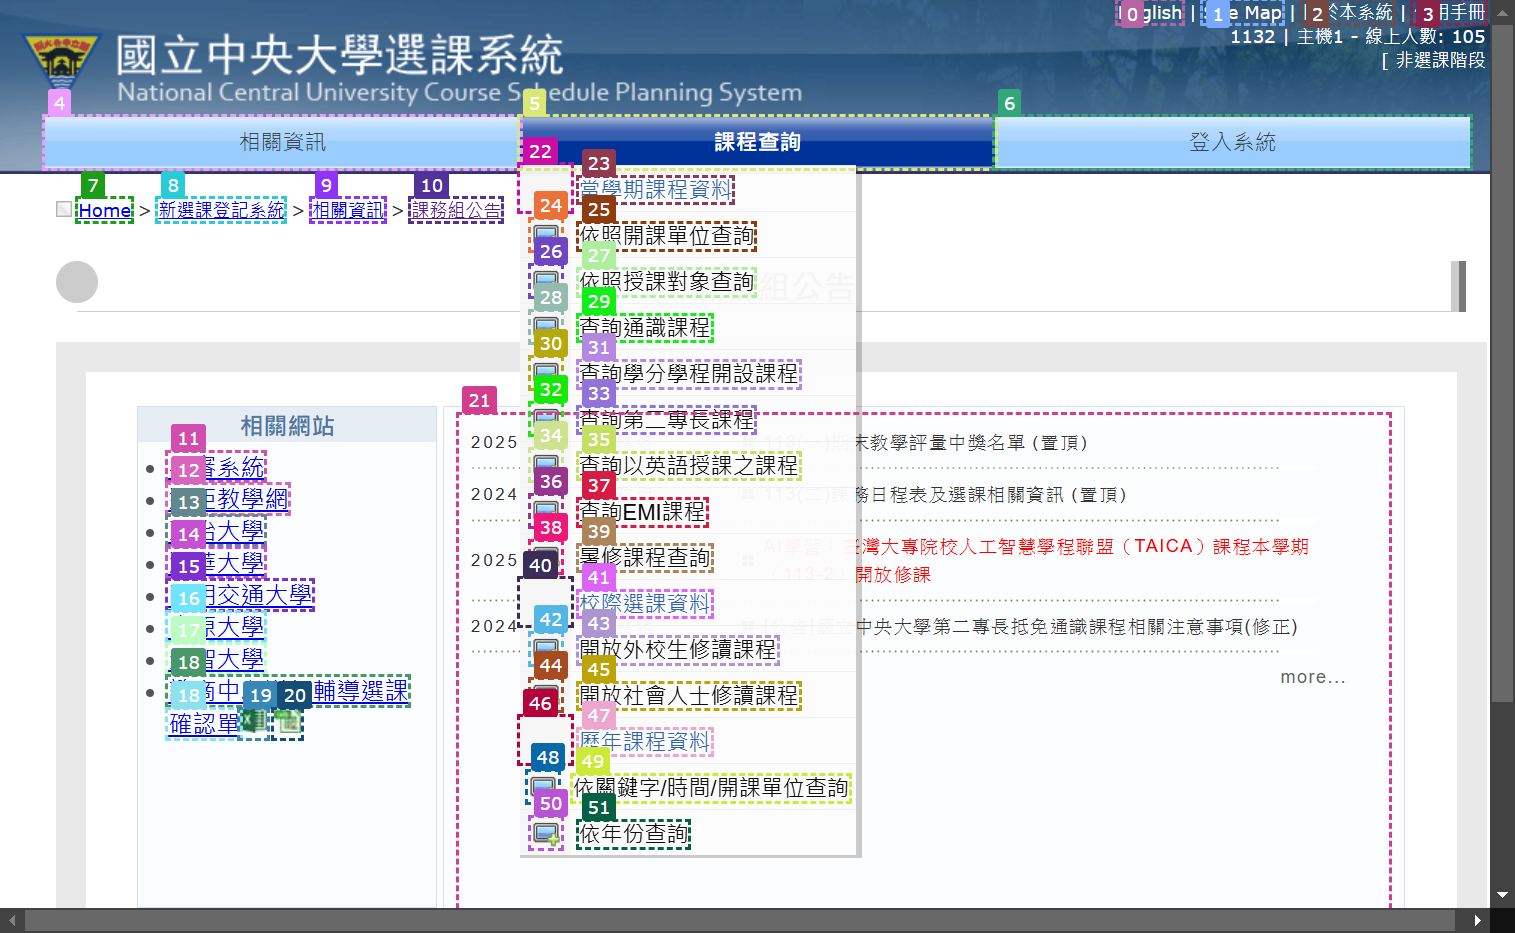 English | Site Map | 於本系統 | 用手冊
1132 | 主機1 - 線上人數: 105
[ 非選課階段
國立中央大學選課系統
National Central University Course Schedule Planning System
相關資訊
課程查詢
登入系統
Home > 新選課登記系統 > 相關資訊 > 課務組公告
組公告
當學期課程資料
依照開課單位查詢
依照授課對象查詢
查詢通識課程
查詢學分學程開設課程
查詢第二專長課程
查詢以英語授課之課程
查詢EMI課程
暑修課程查詢
校際選課資料
開放外校生修讀課程
開放社會人士修讀課程
歷年課程資料
依關鍵字/時間/開課單位查詢
依年份查詢
相關網站
系統
教學網
大學
大學
交通大學
大學
大學
輔導選課
確認單
2025
末教學評量中獎名單 (置頂)
2024
務日程表及選課相關資訊 (置頂)
2025
臺灣大專院校人工智慧學程聯盟（TAICA）課程本學期
開放修課
2024
中央大學第二專長抵免通識課程相關注意事項(修正)
more...
0
1
2
3
4
5
6
7
8
9
10
11
12
13
14
15
16
17
18
18
19
20
21
22
23
24
25
26
27
28
29
30
31
32
33
34
35
36
37
38
39
40
41
42
43
44
45
46
47
48
49
50
51